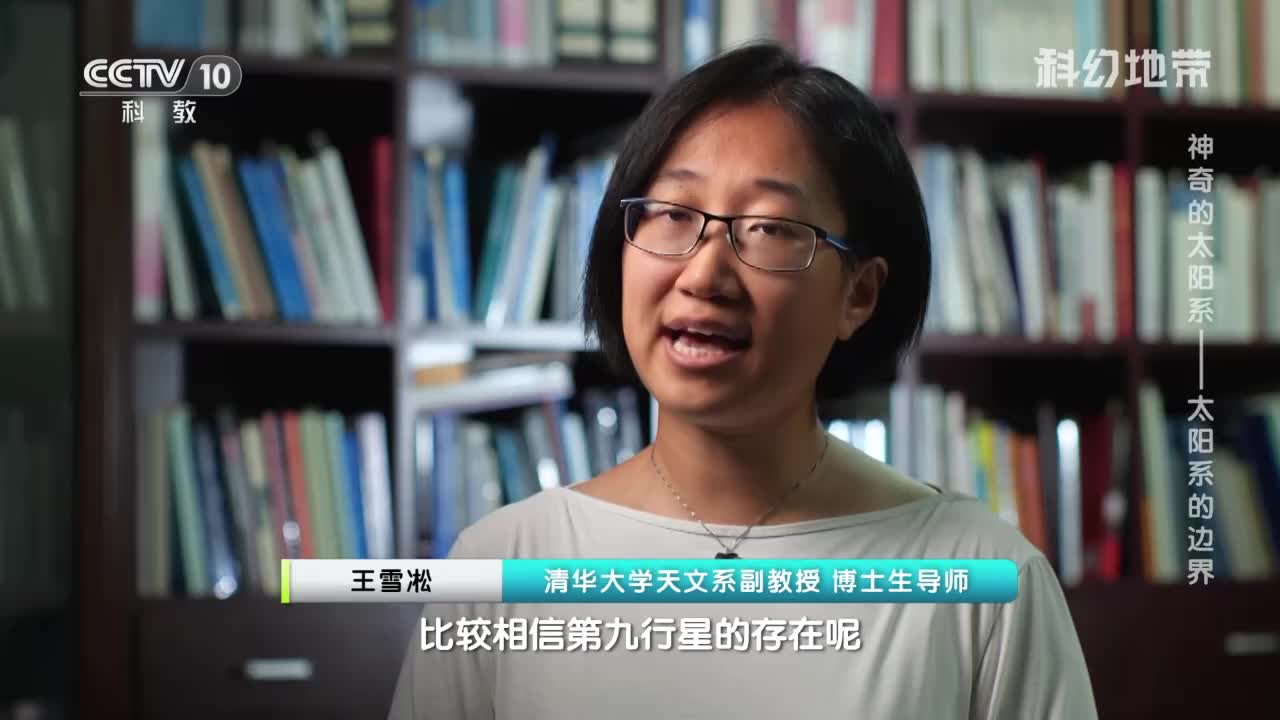 CCTV 10
科教
科幻地带
神奇的太阳系——太阳系的边界
王雪凇
清华大学天文系副教授 博士生导师
比较相信第九行星的存在呢